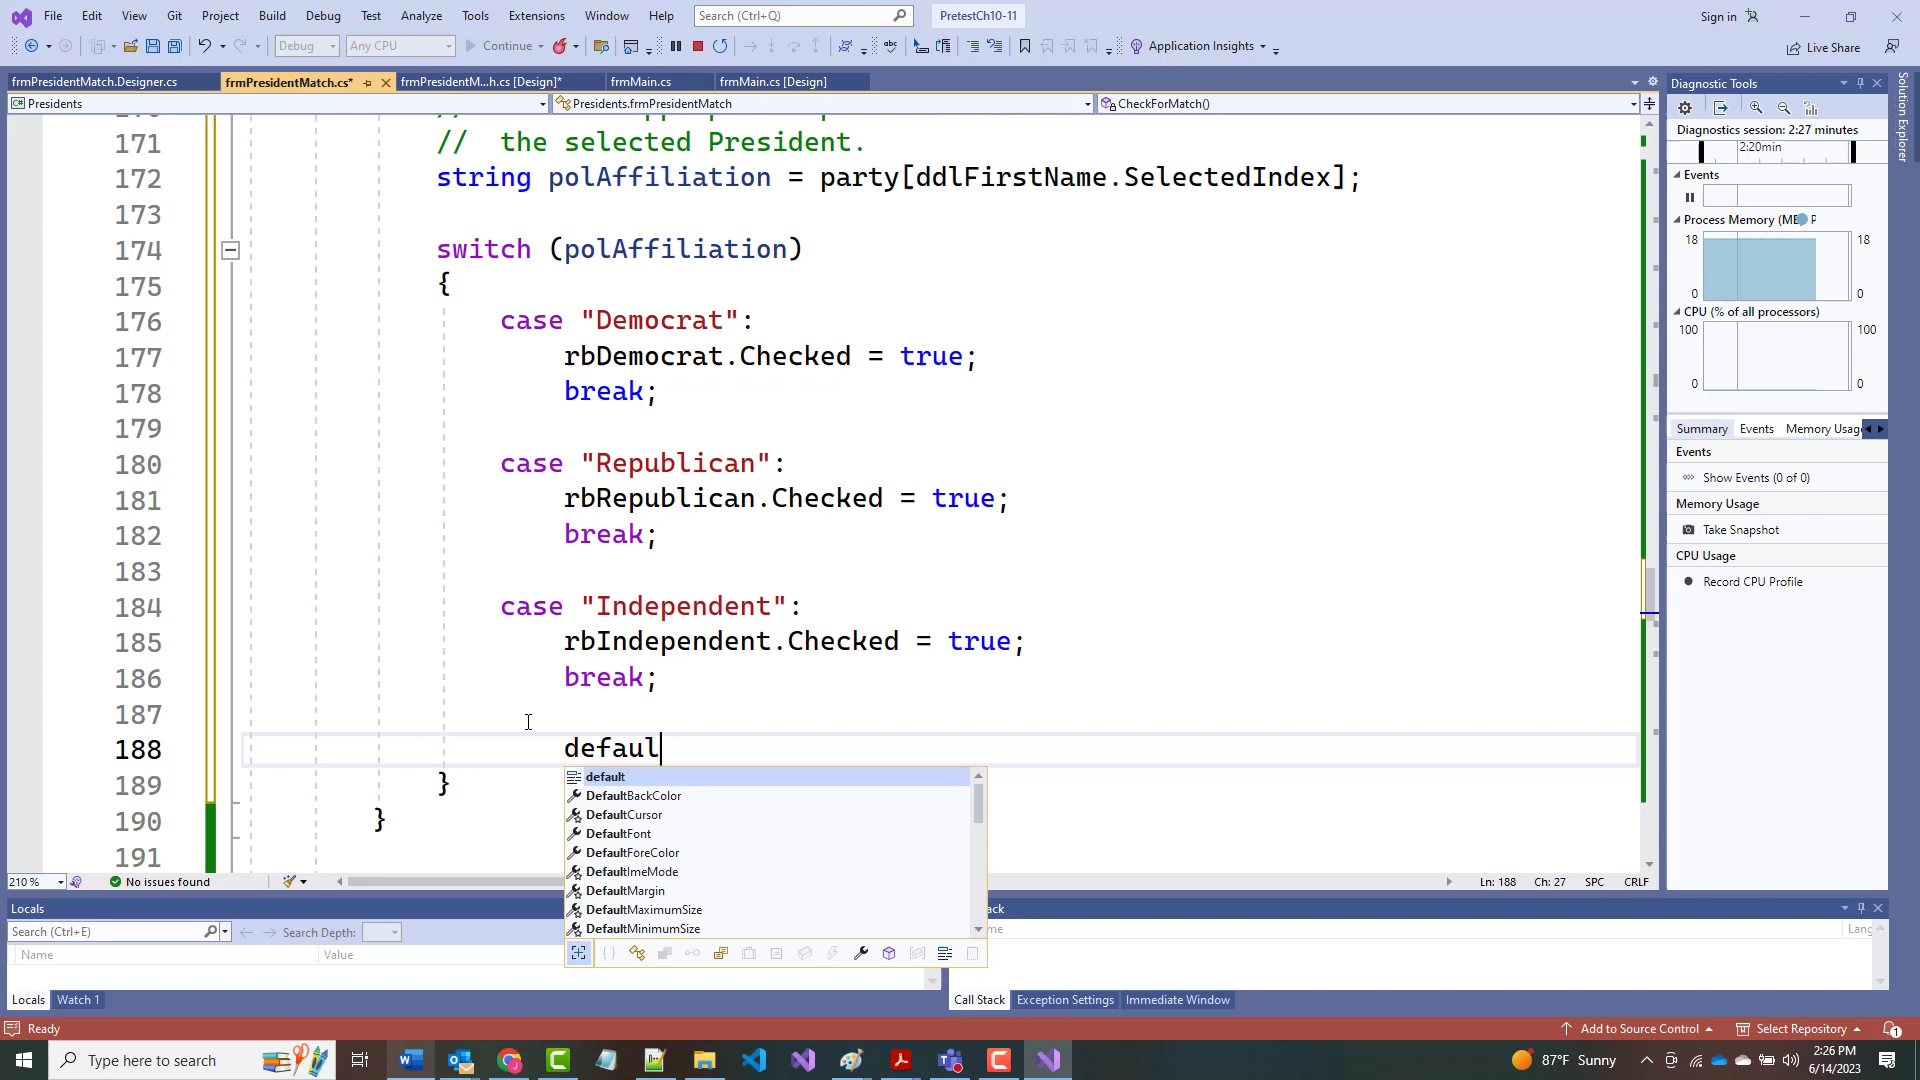 File Edit View Git Project Build Debug Test Analyze Tools Extensions Window Help Search (Ctrl+Q) PretestCh10-11 Sign in
Debug Any CPU Continue Application Insights Live Share
frmPresidentMatch.Designer.cs frmPresidentMatch.cs* frmPresidentM...h.cs [Design]* frmMain.cs frmMain.cs [Design]
Presidents Presidents.frmPresidentMatch CheckForMatch()
171 // the selected President.
172 string polAffiliation = party[ddlFirstName.SelectedIndex];
173
174 switch (polAffiliation)
175 {
176 case "Democrat":
177 rbDemocrat.Checked = true;
178 break;
179
180 case "Republican":
181 rbRepublican.Checked = true;
182 break;
183
184 case "Independent":
185 rbIndependent.Checked = true;
186 break;
187
188 defaul
189 }
190 }
191
default
DefaultBackColor
DefaultCursor
DefaultFont
DefaultForeColor
DefaultImeMode
DefaultMargin
DefaultMaximumSize
DefaultMinimumSize
210 % No issues found Ln: 188 Ch: 27 SPC CRLF
Diagnostic Tools
Diagnostics session: 2:27 minutes
2:20min
Events
Process Memory (MB P
18 18
0 0
CPU (% of all processors)
100 100
0 0
Summary Events Memory Usag
Events
Show Events (0 of 0)
Memory Usage
Take Snapshot
CPU Usage
Record CPU Profile
Solution Explorer
Locals
Search (Ctrl+E) Search Depth:
Name Value
Locals Watch 1
Lang
Call Stack Exception Settings Immediate Window
Ready Add to Source Control Select Repository 1
Type here to search 87°F Sunny 2:26 PM
6/14/2023